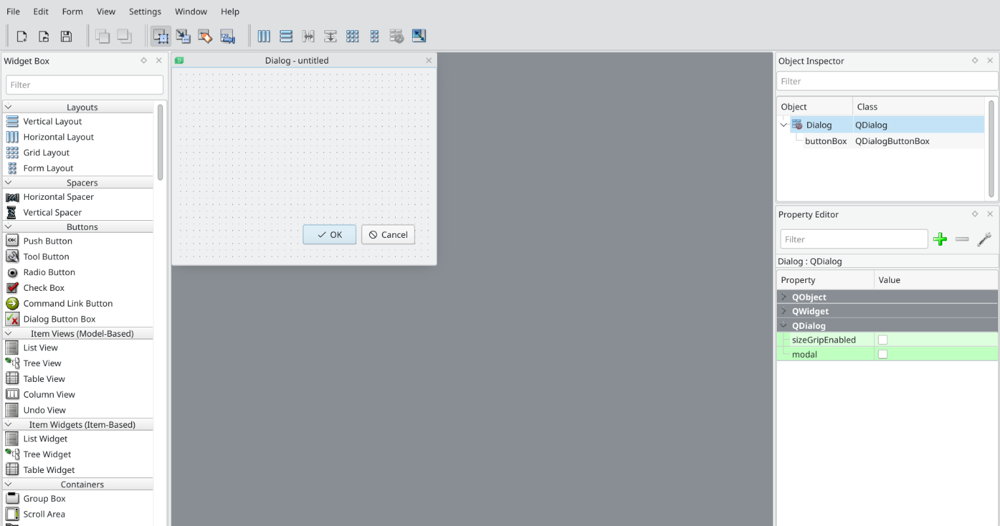 File Edit Form View Settings Window Help
Widget Box
Filter
Layouts
Vertical Layout
Horizontal Layout
Grid Layout
Form Layout
Spacers
Horizontal Spacer
Vertical Spacer
Buttons
OK Push Button
Tool Button
Radio Button
Check Box
Command Link Button
Dialog Button Box
Item Views (Model-Based)
List View
Tree View
Table View
Column View
Undo View
Item Widgets (Item-Based)
List Widget
Tree Widget
Table Widget
Containers
Group Box
Scroll Area
Dialog - untitled
OK Cancel
Object Inspector
Filter
Object Class
Dialog QDialog
buttonBox QDialogButtonBox
Property Editor
Filter
Dialog : QDialog
Property Value
QObject
QWidget
QDialog
sizeGripEnabled
modal